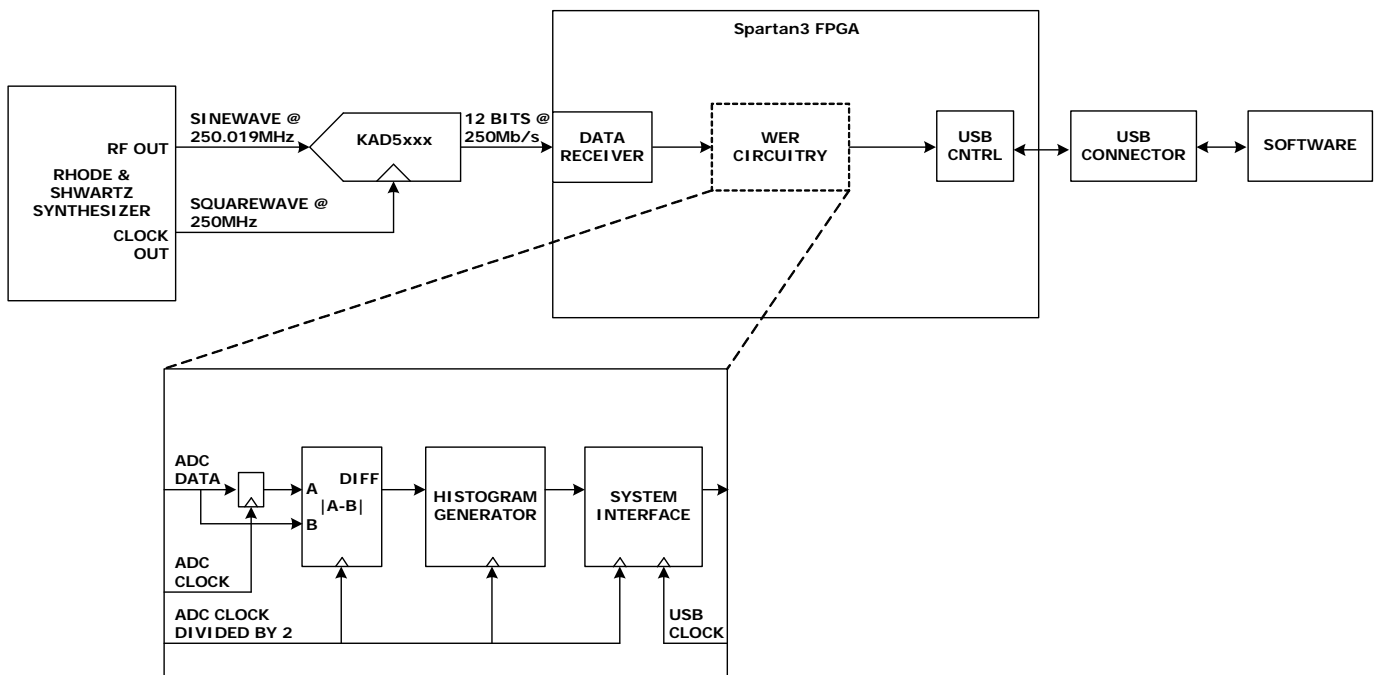 Spartan3 FPGA
SINEWAVE @
250.019MHz
RF OUT
RHODE &
SHWARTZ
SYNTHESIZER
CLOCK
OUT
SQUAREWAVE @
250MHz
KAD5xxx
12 BITS @
250Mb/s
DATA
RECEIVER
WER
CIRCUITRY
USB
CNTRL
USB
CONNECTOR
SOFTWARE
ADC
DATA
A
DIFF
|A-B|
B
HISTOGRAM
GENERATOR
SYSTEM
INTERFACE
ADC
CLOCK
ADC CLOCK
DIVIDED BY 2
USB
CLOCK